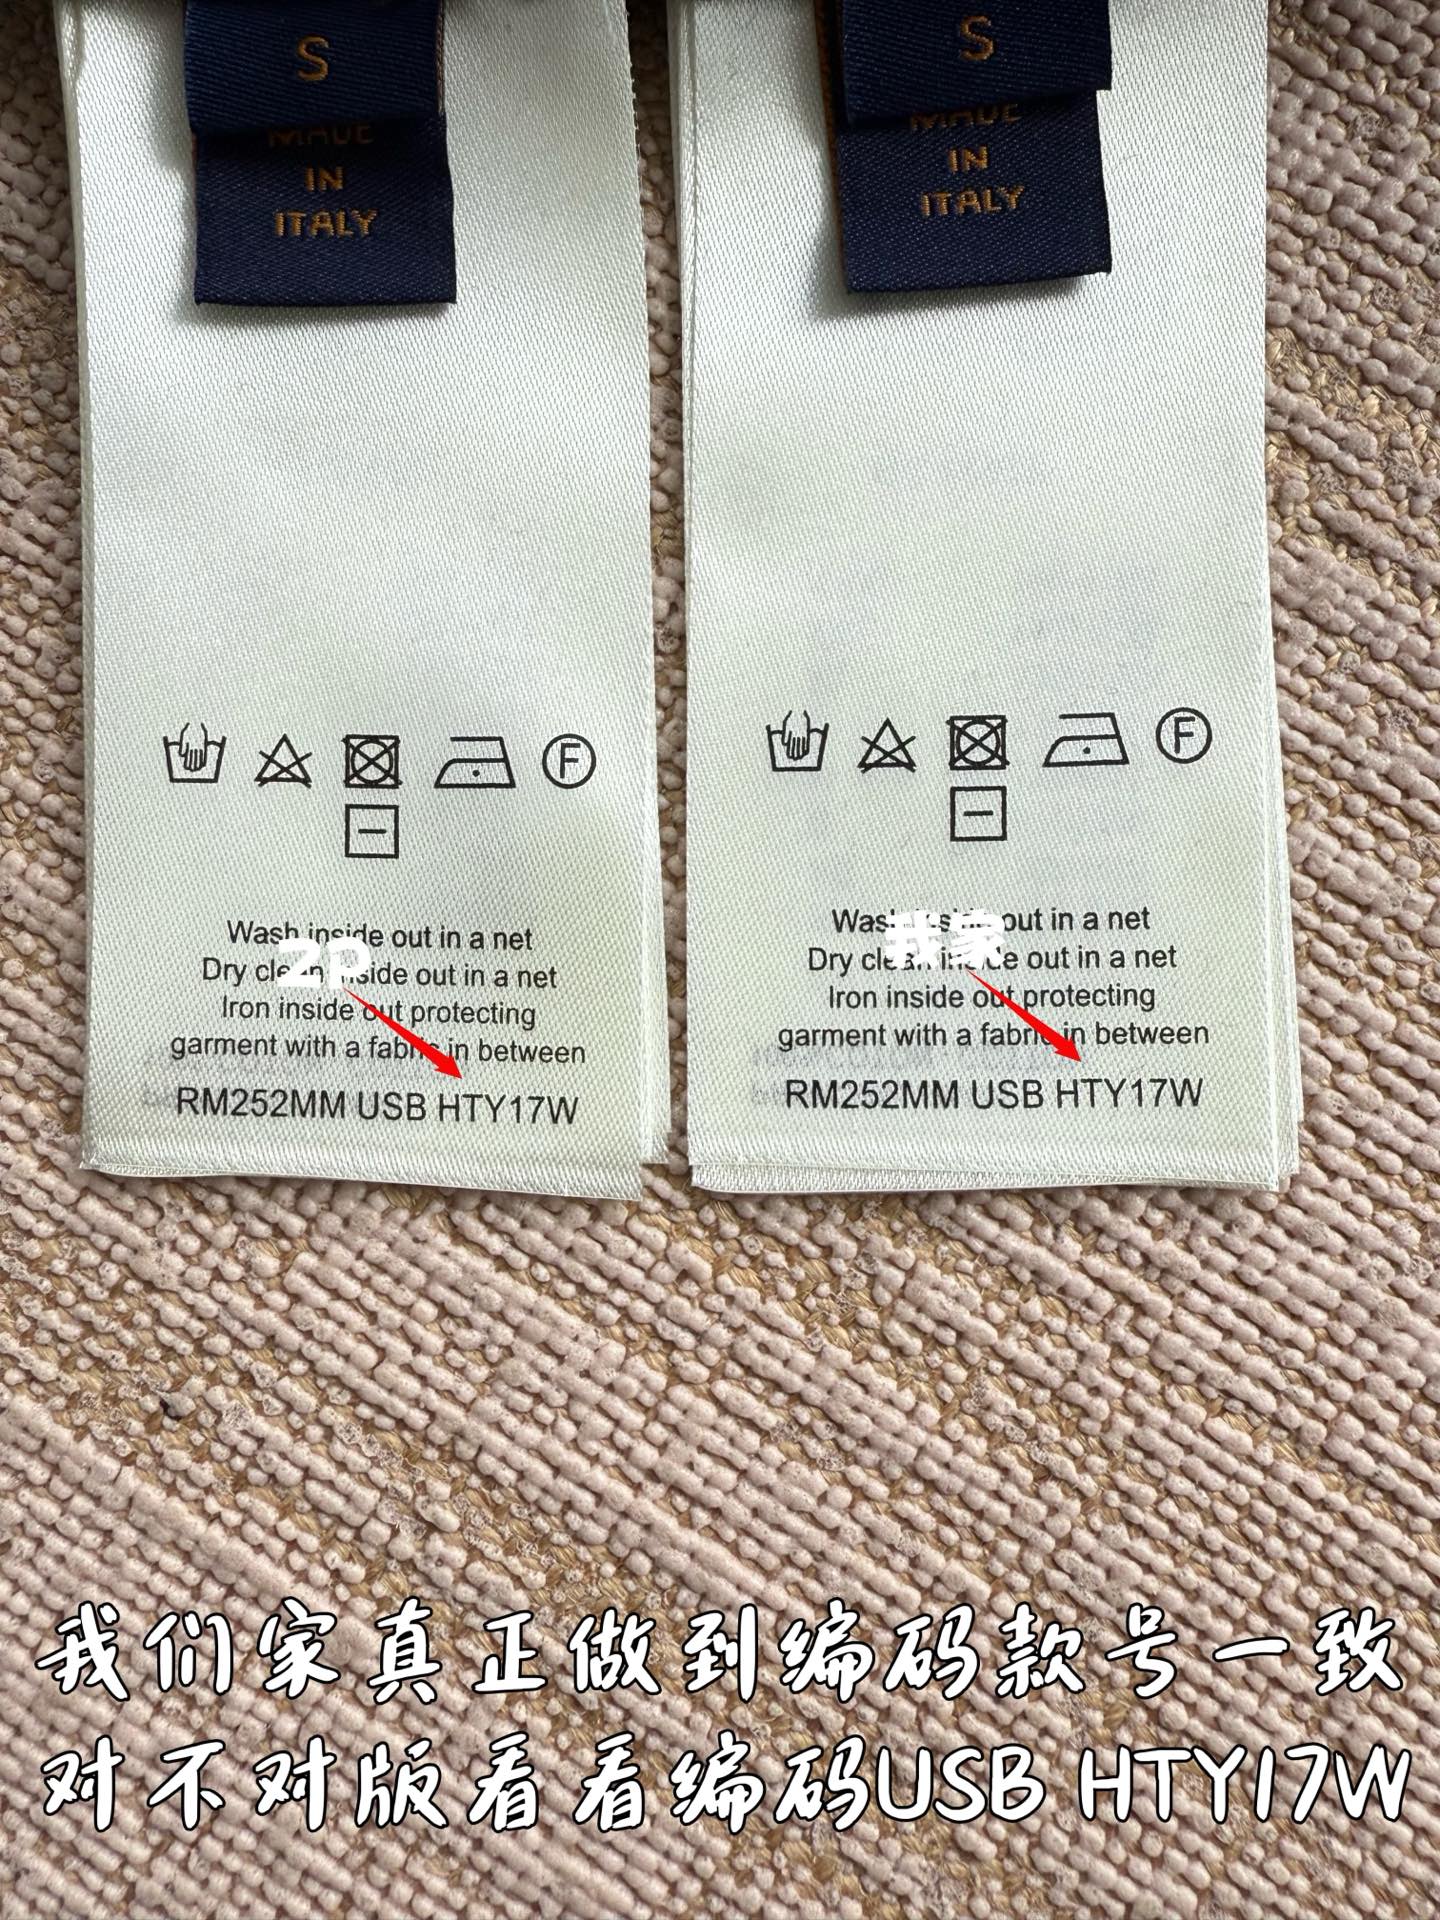 S
MADE
IN
ITALY
S
MADE
IN
ITALY
F
Wash inside out in a net
Dry clean inside out in a net
Iron inside out protecting
garment with a fabric in between
RM252MM USB HTY17W
ZP
F
Wash inside out in a net
Dry clean inside out in a net
Iron inside out protecting
garment with a fabric in between
RM252MM USB HTY17W
我家
我们家真正做到编码款号一致
对不对版看看编码USB HTY17W